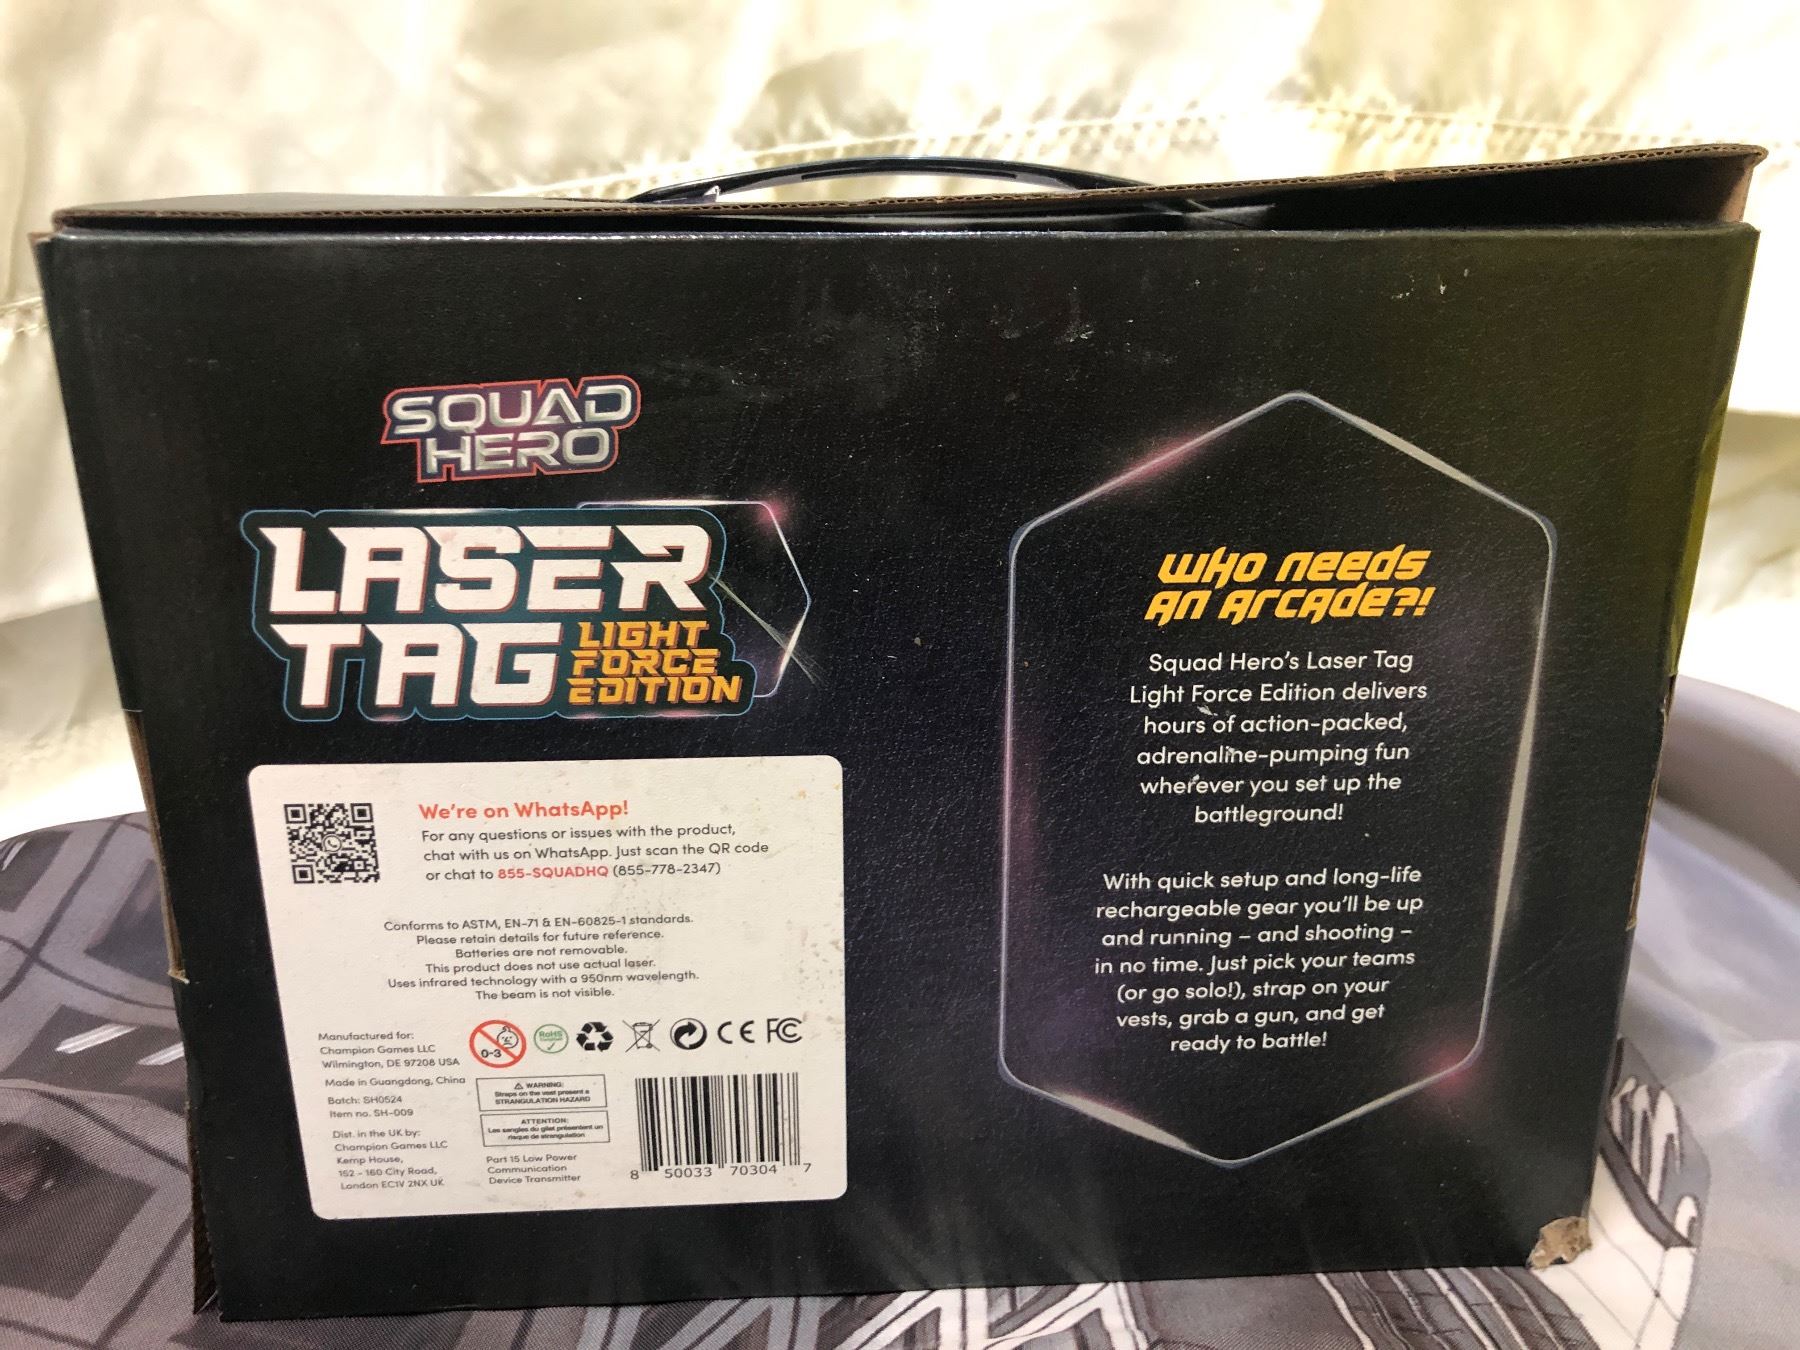 SQUAD
HERO
LASER
TAG
LIGHT
FORCE
EDITION
We're on WhatsApp!
For any questions or issues with the product,
chat with us on WhatsApp. Just scan the QR code
or chat to 855-SQUADHQ (855-778-2347)
Conforms to ASTM, EN-71 & EN-60825-1 standards.
Please retain details for future reference.
Batteries are not removable.
This product does not use actual laser.
Uses infrared technology with a 950nm wavelength.
The beam is not visible.
Manufactured for:
Champion Games LLC
Wilmington, DE 97208 USA
Made in Guangdong, China
Batch: SH0524
Item no. SH-009
Dist. in the UK by:
Champion Games LLC
Kemp House,
152 - 160 City Road,
London EC1V 2NX UK
0-3
RoHS
CE FC
WARNING:
Straps on the vest present a
STRANGULATION HAZARD
ATTENTION:
Les sangles du gilet présentent un
risque de strangulation
Part 15 Low Power
Communication
Device Transmitter
8 50033 70304 7
WHO NEEDS
AN ARCADE?!
Squad Hero's Laser Tag
Light Force Edition delivers
hours of action-packed,
adrenaline-pumping fun
wherever you set up the
battleground!
With quick setup and long-life
rechargeable gear you'll be up
and running – and shooting –
in no time. Just pick your teams
(or go solo!), strap on your
vests, grab a gun, and get
ready to battle!